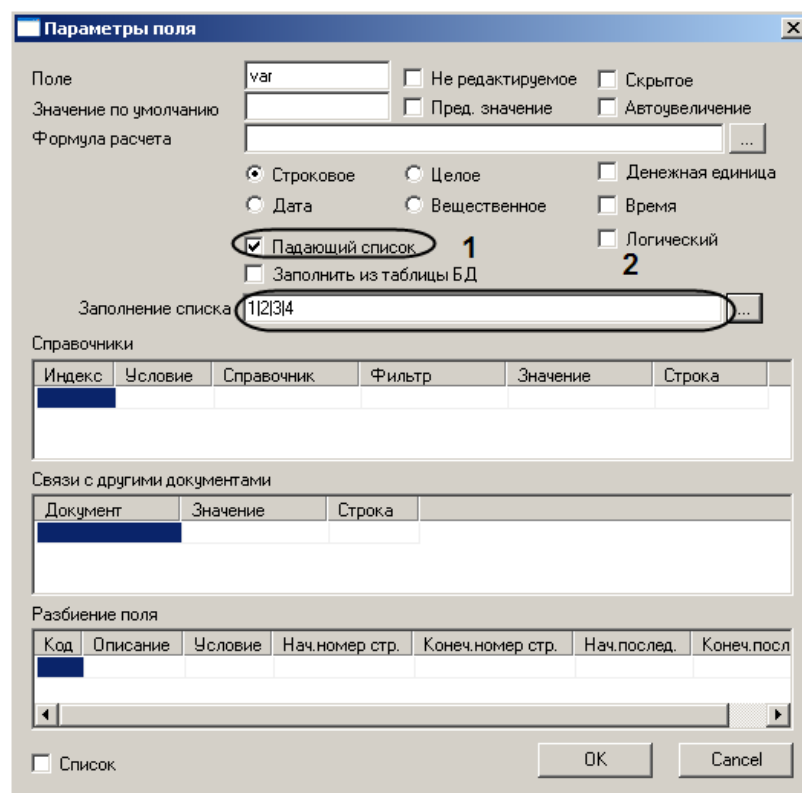 Параметры поля
Поле var Не редактируемое Скрытое
Значение по умолчанию Пред. значение Автоувеличение
Формула расчета ...
Строковое Целое Денежная единица
Дата Вещественное Время
Падающий список 1 Логический
Заполнить из таблицы БД 2
Заполнение списка 1|2|3|4 ...
Справочники
Индекс Условие Справочник Фильтр Значение Строка
Связи с другими документами
Документ Значение Строка
Разбиение поля
Код Описание Условие Нач.номер стр. Конеч.номер стр. Нач.послед. Конеч.посл
Список OK Cancel